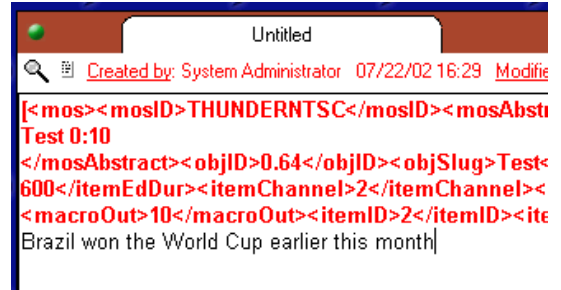 Untitled
Created by: System Administrator 07/22/02 16:29 Modifie
[<mos><mosID>THUNDERNTSC</mosID><mosAbstr
Test 0:10
</mosAbstract><objID>0.64</objID><objSlug>Test<
600</itemEdDur><itemChannel>2</itemChannel><
<macroOut>10</macroOut><itemID>2</itemID><ite
Brazil won the World Cup earlier this month